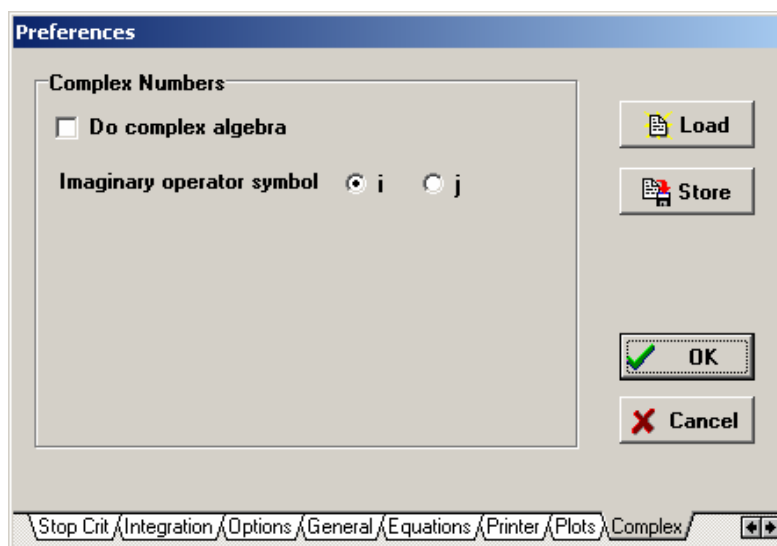 Preferences
Complex Numbers
Do complex algebra
Imaginary operator symbol i j
Load
Store
OK
Cancel
Stop Crit Integration Options General Equations Printer Plots Complex